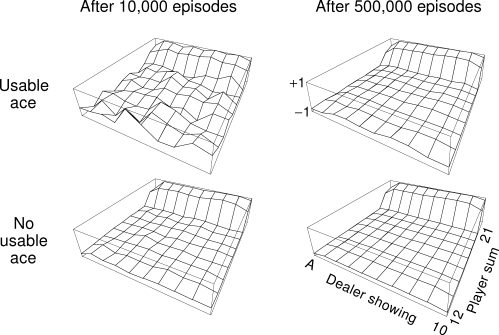 After 10,000 episodes
After 500,000 episodes
Usable
ace
+1
−1
No
usable
ace
A
Dealer showing
10
12
Player sum
21